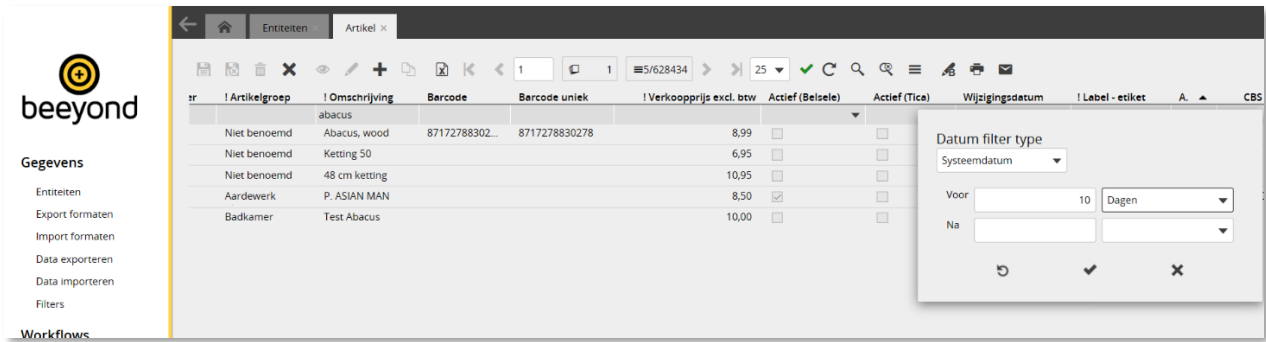 Entiteiten ×
Artikel ×
beeyond
Gegevens
Entiteiten
Export formaten
Import formaten
Data exporteren
Data importeren
Filters
Workflows
1 1 5/628434 25
er ! Artikelgroep ! Omschrijving Barcode Barcode uniek ! Verkoopprijs excl. btw Actief (Belsele) Actief (Tica) Wijzigingsdatum ! Label - etiket A. CBS
abacus
Niet benoemd Abacus, wood 87172788302... 8717278830278 8,99
Niet benoemd Ketting 50 6,95
Niet benoemd 48 cm ketting 10,95
Aardewerk P. ASIAN MAN 8,50
Badkamer Test Abacus 10,00
Datum filter type
Systeemdatum
Voor 10 Dagen
Na